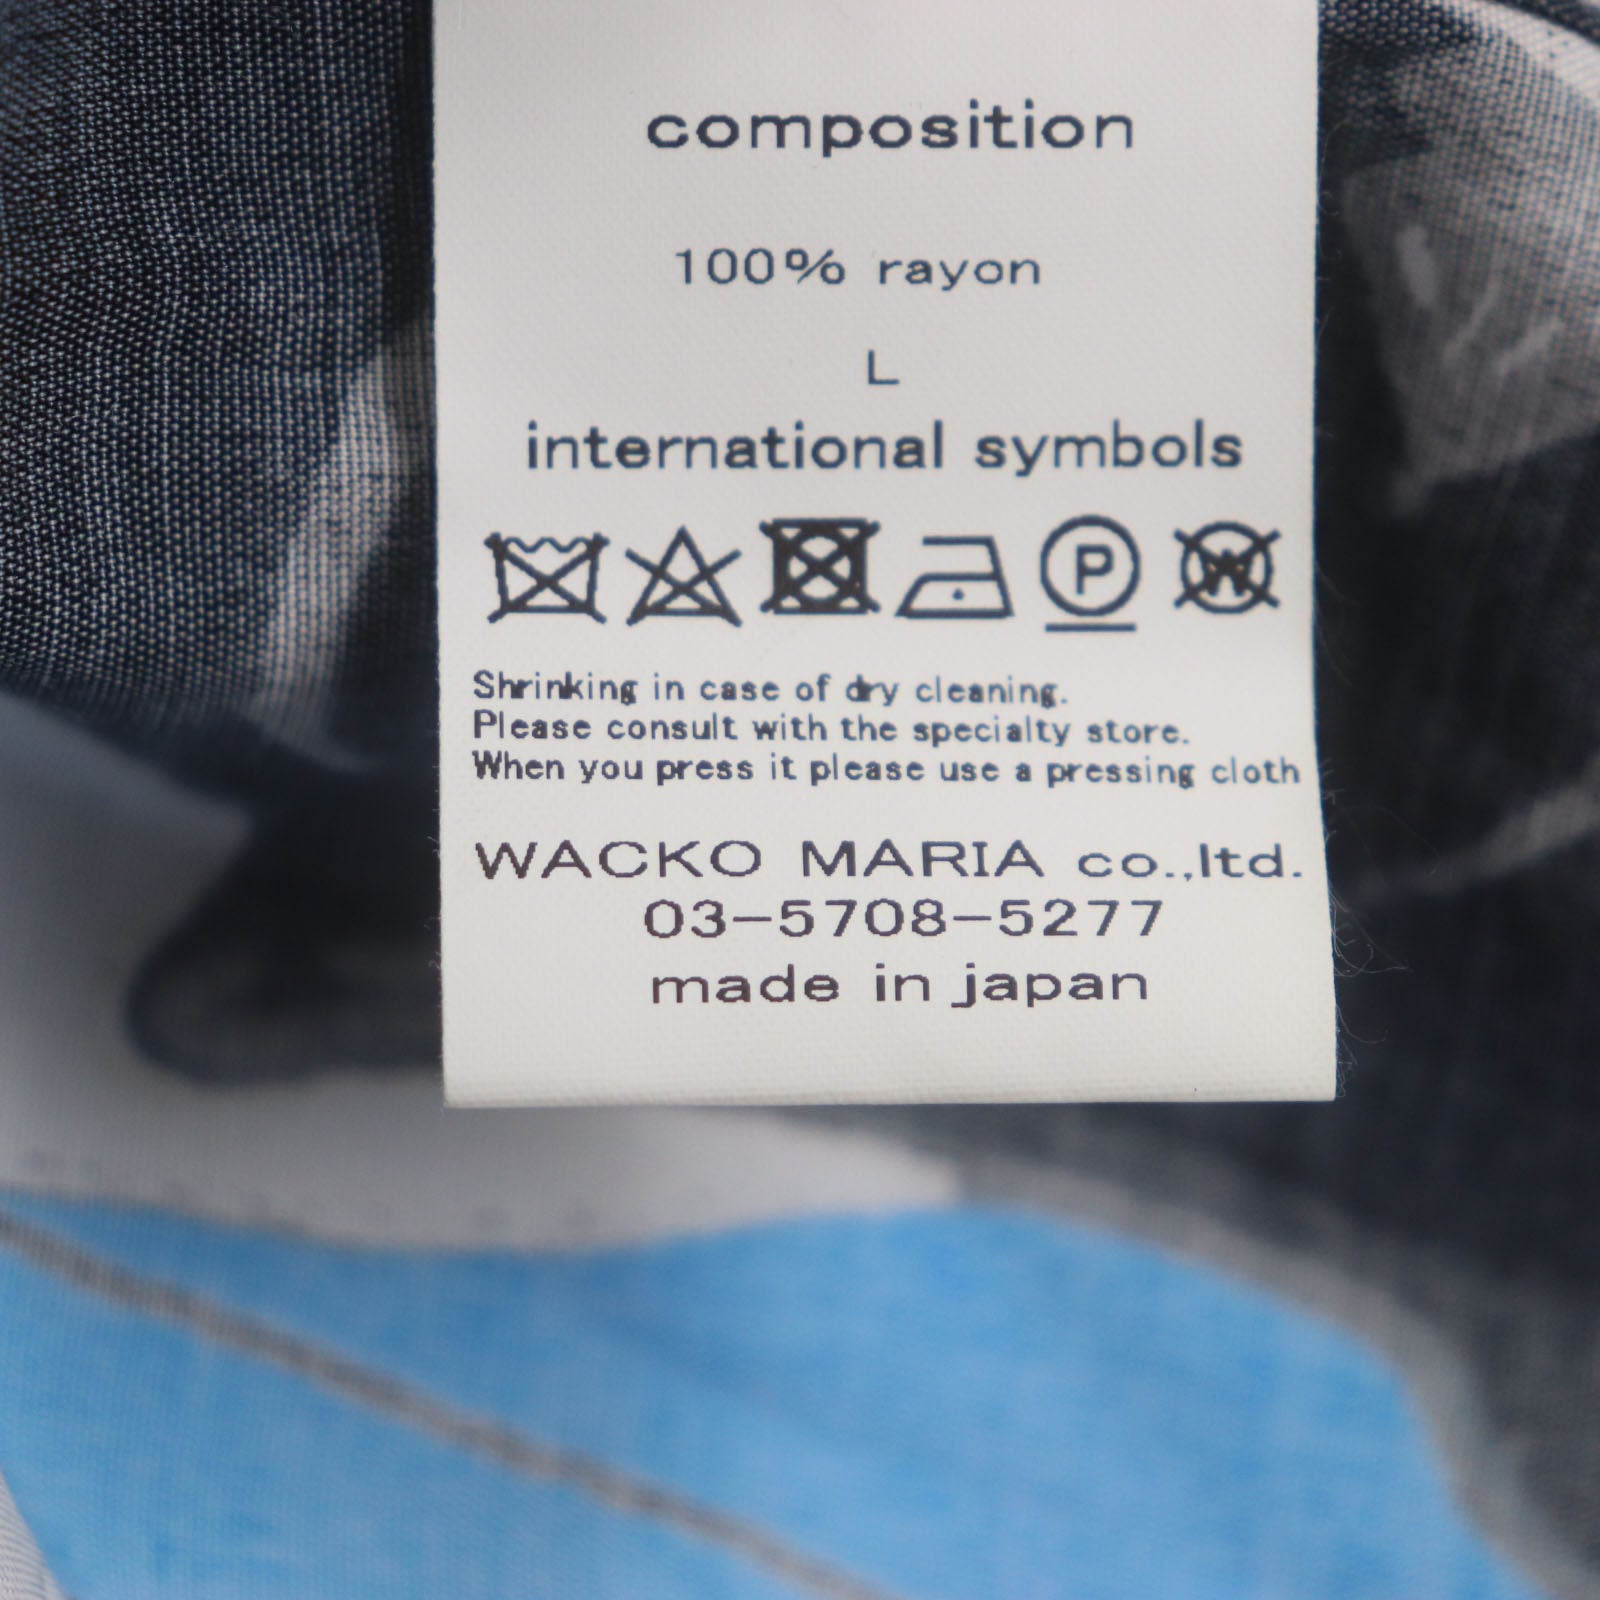 composition
100% rayon
L
international symbols
P W
Shrinking in case of dry cleaning.
Please consult with the specialty store.
When you press it please use a pressing cloth
WACKO MARIA co.,ltd.
03-5708-5277
made in japan